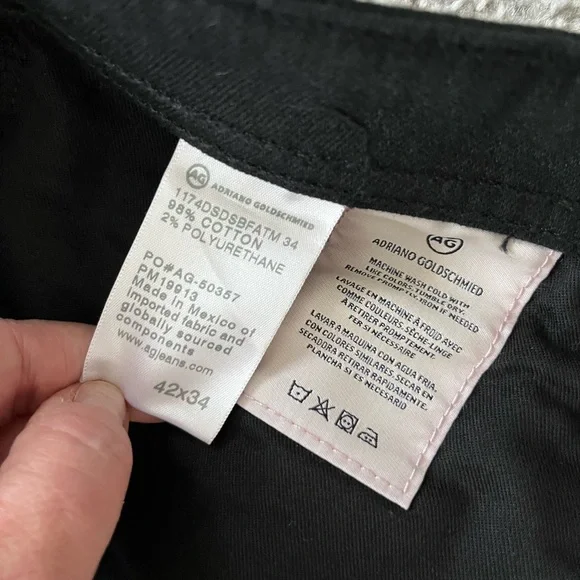 AG ADRIANO GOLDSCHMIED
1174DSDSBFATM 34
98% COTTON
2% POLYURETHANE
PO#AG-50357
PM19913
Made in Mexico of
imported fabric and
globally sourced
components
www.agjeans.com
42x34
AG
ADRIANO GOLDSCHMIED
MACHINE WASH COLD WITH
LIKE COLORS. TUMBLE DRY.
REMOVE PROMPTLY. IRON IF NEEDED
LAVAGE EN MACHINE À FROID AVEC
COMME COULEURS. SÈCHE-LINGE
À RETIRER PROMPTEMENT.
FER SI NÉCESSAIRE
LAVAR A MAQUINA CON AGUA FRIA.
CON COLORES SIMILARES. SECAR EN
SECADORA RETIRAR RAPIDAMENTE.
PLANCHA SI ES NECESARIO